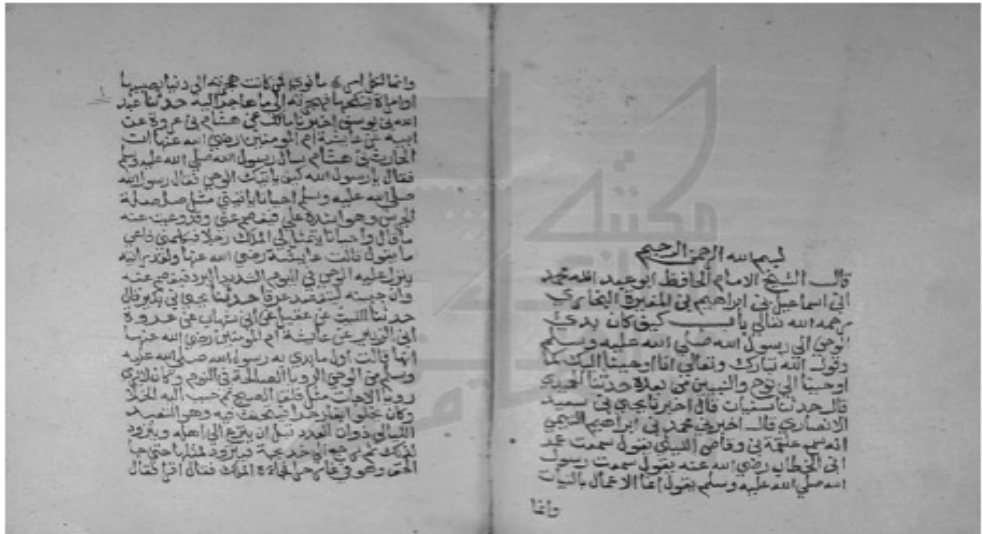 بسم الله الرحمن الرحيم
قال الشيخ الامام الحافظ ابو عبد الله محمد
ابن اسماعيل بن ابراهيم بن المغيرة البخاري
رحمه الله تعالى باب كيف كان بدئ
الوحي الى رسول الله صلى الله عليه وسلم
وقول الله تبارك وتعالى انا اوحينا اليك كما
اوحينا الى نوح والنبيين من بعده حدثنا الحميدي
قال حدثنا سفيان قال اخبرنا يحيى بن سعيد
الانصاري قال اخبرني محمد بن ابراهيم التيمي
انه سمع علقمة بن وقاص الليثي يقول سمعت عمر
ابن الخطاب رضي الله عنه يقول سمعت رسول
الله صلى الله عليه وسلم يقول انما الاعمال بالنيات
وانما
وانما لكل امرئ ما نوى فمن كانت هجرته الى دنيا يصيبها
او امراة ينكحها فهجرته الى ما هاجر اليه حدثنا عبد
الله بن يوسف اخبرنا مالك عن هشام بن عروة عن
ابيه عن عايشة ام المومنين رضي الله عنها ان
الحارث بن هشام سال رسول الله صلى الله عليه وسلم
فقال يا رسول الله كيف ياتيك الوحي فقال رسول الله
صلى الله عليه وسلم احيانا ياتيني مثل صلصلة
الجرس وهو اشده علي فيفصم عني وقد وعيت عنه
ما قال واحيانا يتمثل لي الملك رجلا فيكلمني فاعي
ما يقول قالت عايشة رضي الله عنها ولقد رايته
ينزل عليه الوحي في اليوم الشديد البرد فيفصم عنه
وان جبينه ليتفصد عرقا حدثنا يحيى بن بكير قال
حدثنا الليث عن عقيل عن ابن شهاب عن عروة
ابن الزبير عن عايشة ام المومنين رضي الله عنها
انها قالت اول ما بدي به رسول الله صلى الله عليه
وسلم من الوحي الرويا الصالحة في النوم وكان لا يرى
رويا الا جاءت مثل فلق الصبح ثم حبب اليه الخلا
وكان يخلو بغار حرا فيتحنث فيه وهو التعبد
الليالي ذوات العدد قبل ان ينزع الى اهله ويتزود
لذلك ثم يرجع الى خديجة فيتزود لمثلها حتى جاءه
الحق وهو في غار حرا فجاءه الملك فقال اقرا فقال